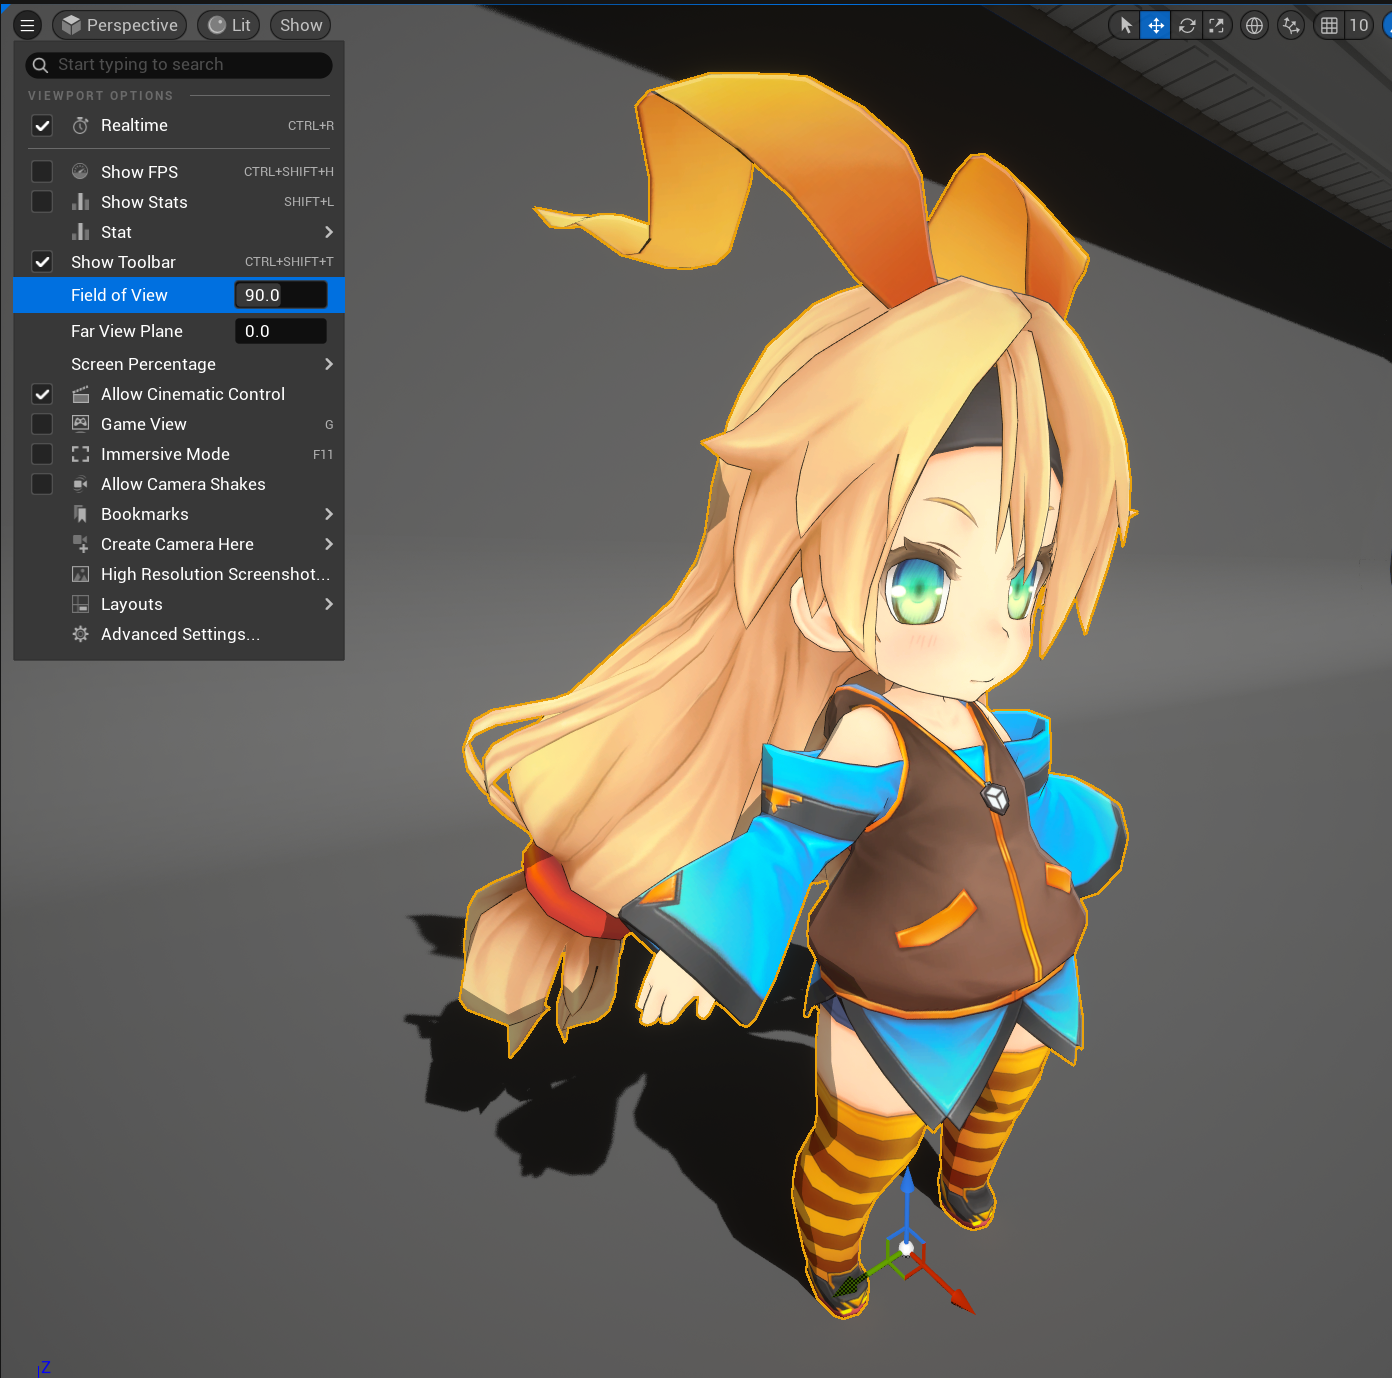 Perspective
Lit
Show
10
Start typing to search
VIEWPORT OPTIONS
Realtime CTRL+R
Show FPS CTRL+SHIFT+H
Show Stats SHIFT+L
Stat
Show Toolbar CTRL+SHIFT+T
Field of View 90.0
Far View Plane 0.0
Screen Percentage
Allow Cinematic Control
Game View G
Immersive Mode F11
Allow Camera Shakes
Bookmarks
Create Camera Here
High Resolution Screenshot...
Layouts
Advanced Settings...
Z